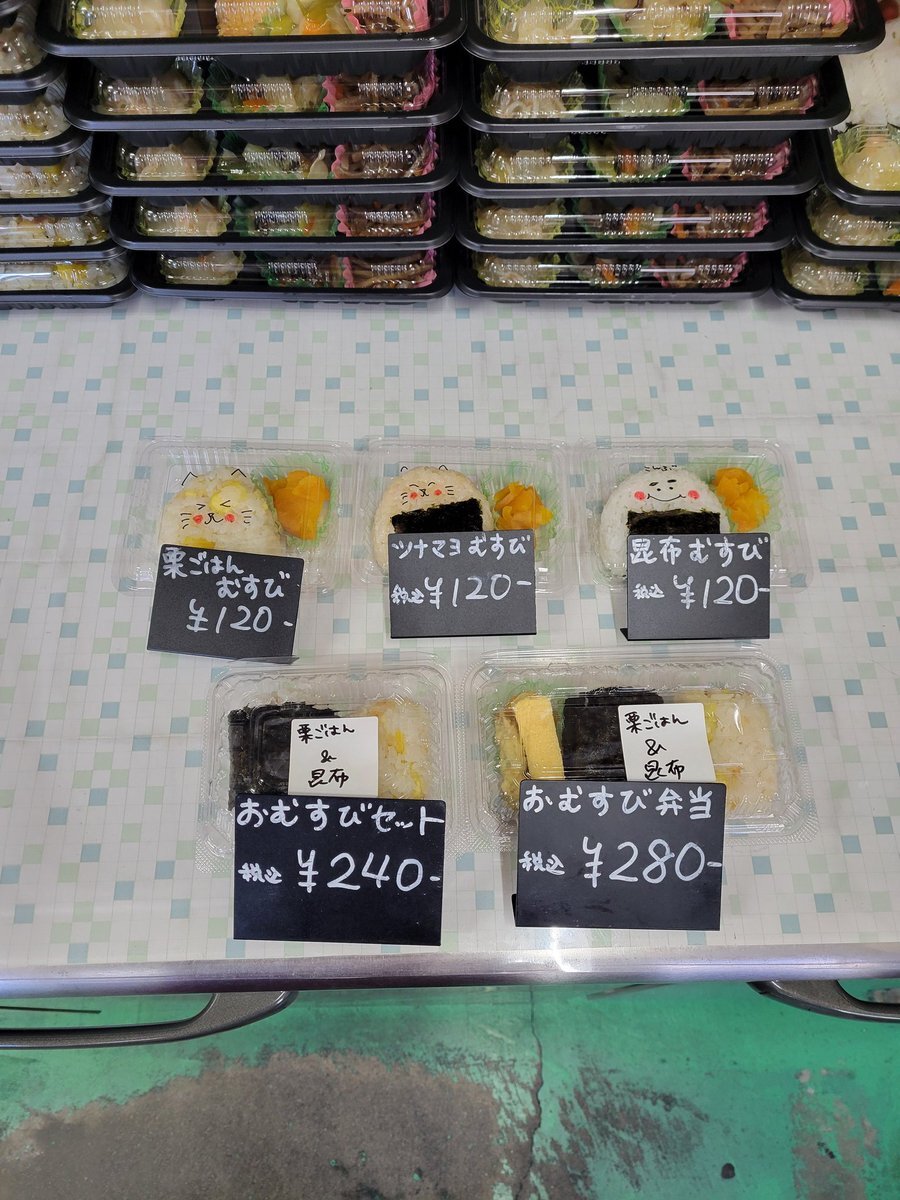 栗ごはん
むすび
¥120-
ツナマヨむすび
税込¥120-
こんぶ
昆布むすび
税込¥120-
栗ごはん
&
昆布
おむすびセット
税込¥240-
栗ごはん
&
昆布
おむすび弁当
税込¥280-